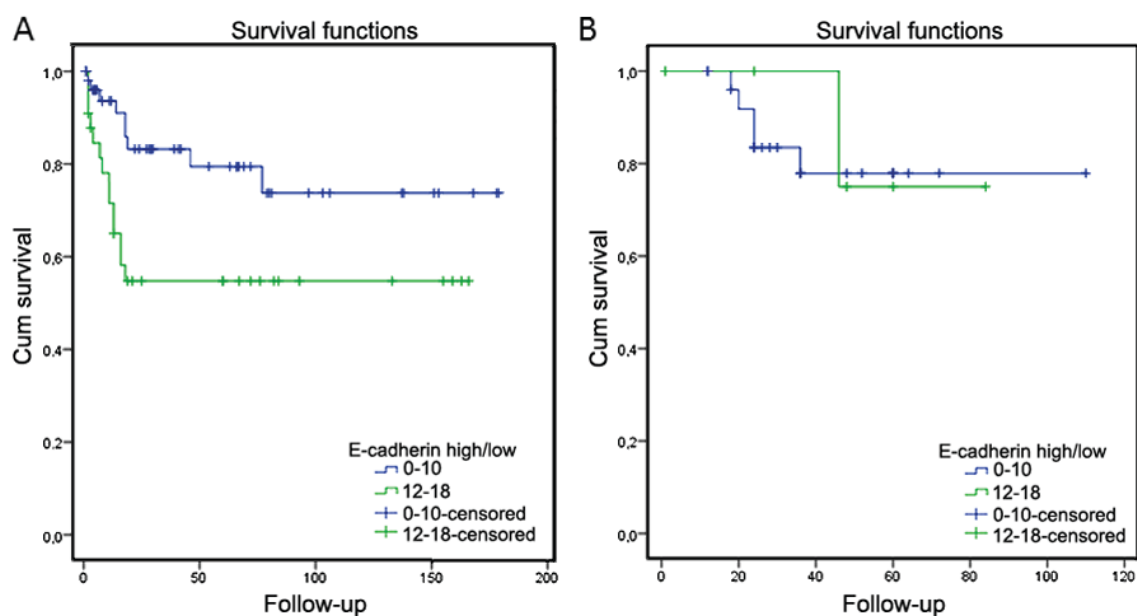 A
Survival functions
Cum survival
1,0
0,8
0,6
0,4
0,2
0,0
E-cadherin high/low
0-10
12-18
0-10-censored
12-18-censored
0 50 100 150 200
Follow-up
B
Survival functions
Cum survival
1,0
0,8
0,6
0,4
0,2
0,0
E-cadherin high/low
0-10
12-18
0-10-censored
12-18-censored
0 20 40 60 80 100 120
Follow-up